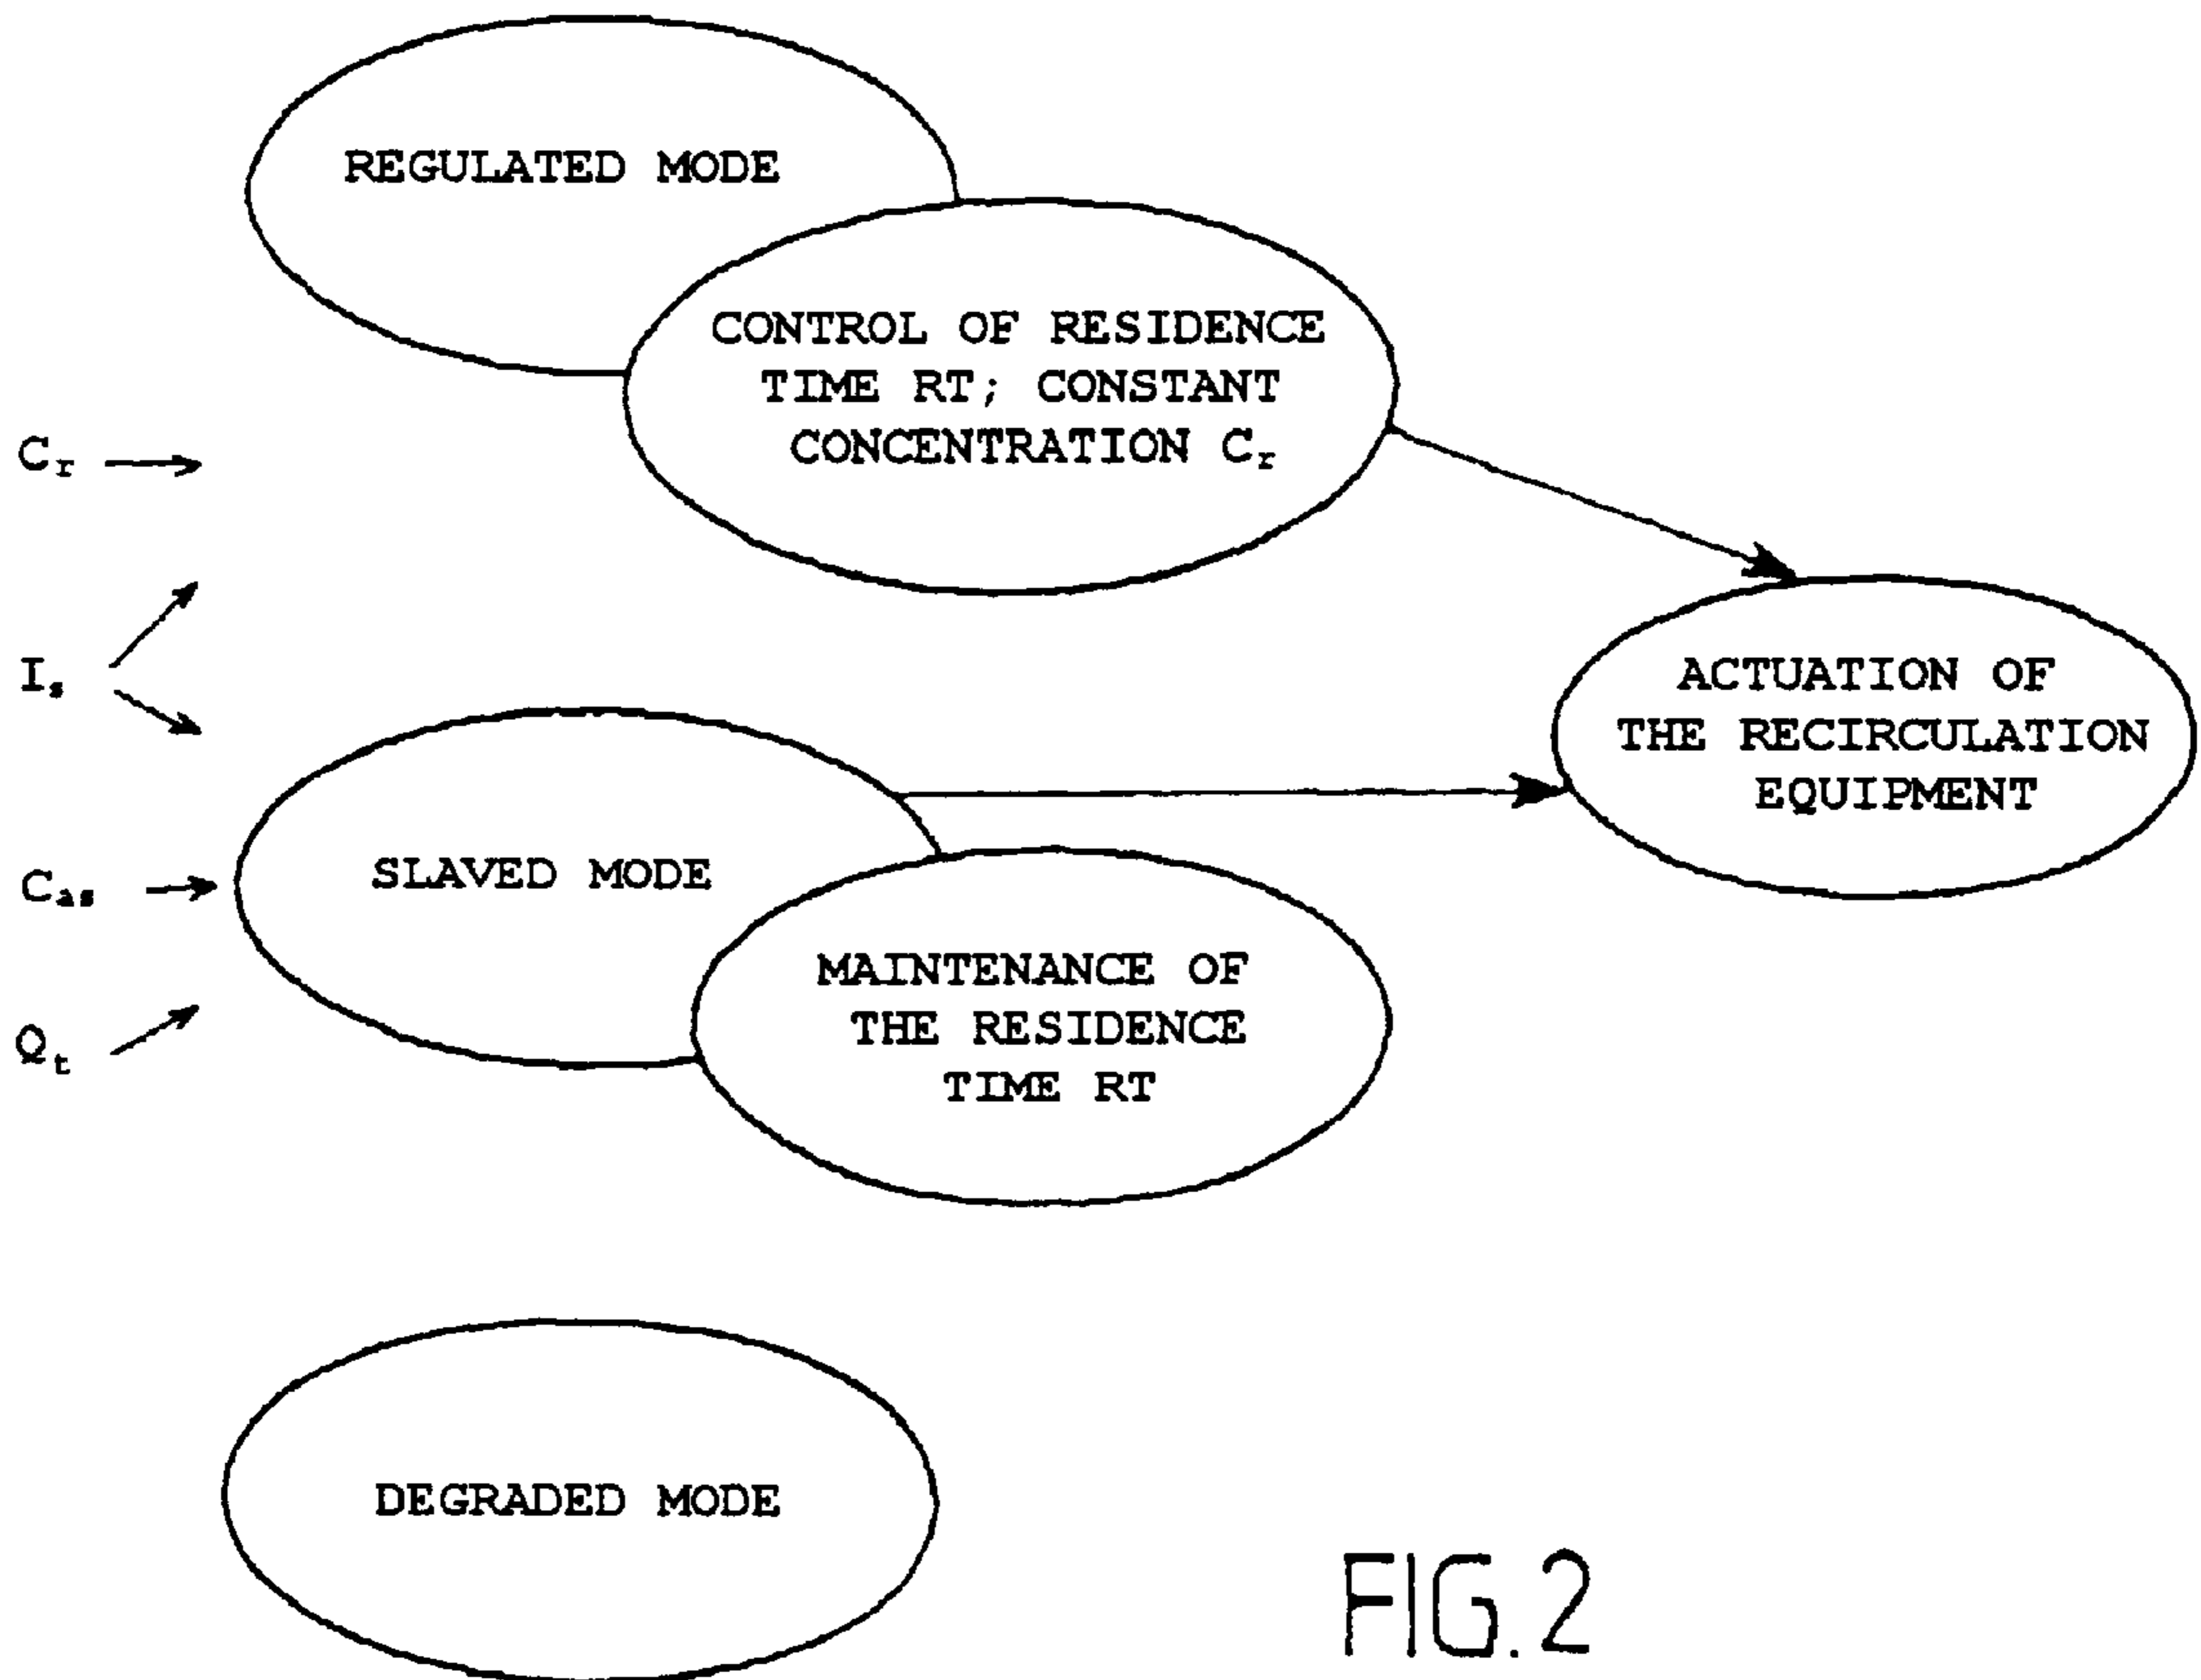 REGULATED MODE
CONTROL OF RESIDENCE
TIME RT; CONSTANT
CONCENTRATION Cr
Cr
Is
ACTUATION OF
THE RECIRCULATION
EQUIPMENT
SLAVED MODE
Cas
MAINTENANCE OF
THE RESIDENCE
TIME RT
Qt
DEGRADED MODE
FIG.2